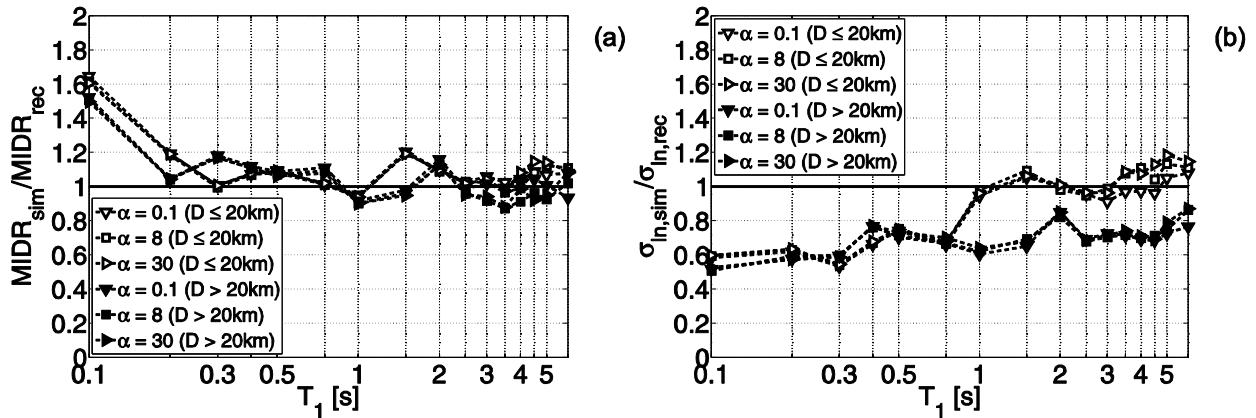 2
1.8
1.6
1.4
1.2
1
0.8
0.6
0.4
0.2
0
MIDR_sim/MIDR_rec
α = 0.1 (D ≤ 20km)
α = 8 (D ≤ 20km)
α = 30 (D ≤ 20km)
α = 0.1 (D > 20km)
α = 8 (D > 20km)
α = 30 (D > 20km)
0.1 0.3 0.5 1 2 3 4 5
T_1 [s]
(a)
2
1.8
1.6
1.4
1.2
1
0.8
0.6
0.4
0.2
0
σ_ln,sim/σ_ln,rec
α = 0.1 (D ≤ 20km)
α = 8 (D ≤ 20km)
α = 30 (D ≤ 20km)
α = 0.1 (D > 20km)
α = 8 (D > 20km)
α = 30 (D > 20km)
0.1 0.3 0.5 1 2 3 4 5
T_1 [s]
(b)